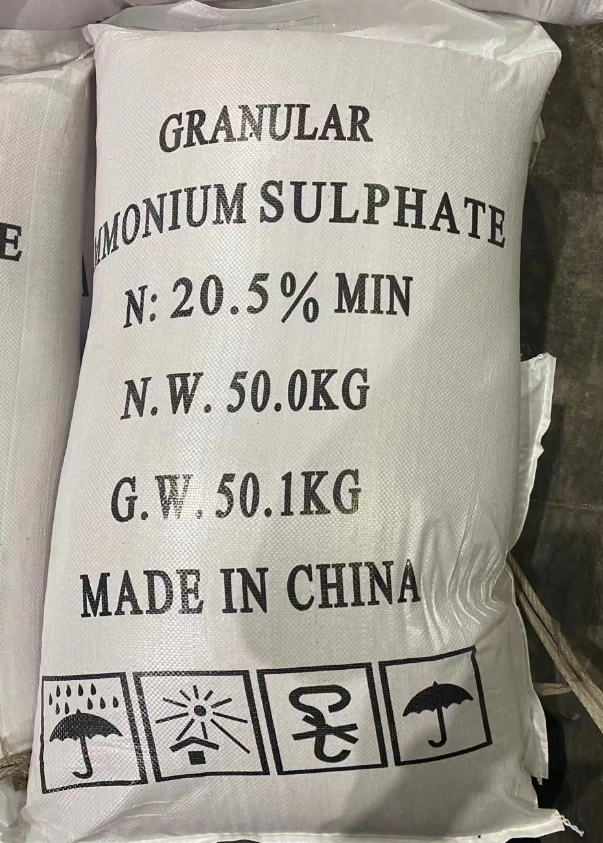 GRANULAR
MMONIUM SULPHATE
N: 20.5% MIN
N.W. 50.0KG
G.W. 50.1KG
MADE IN CHINA
E